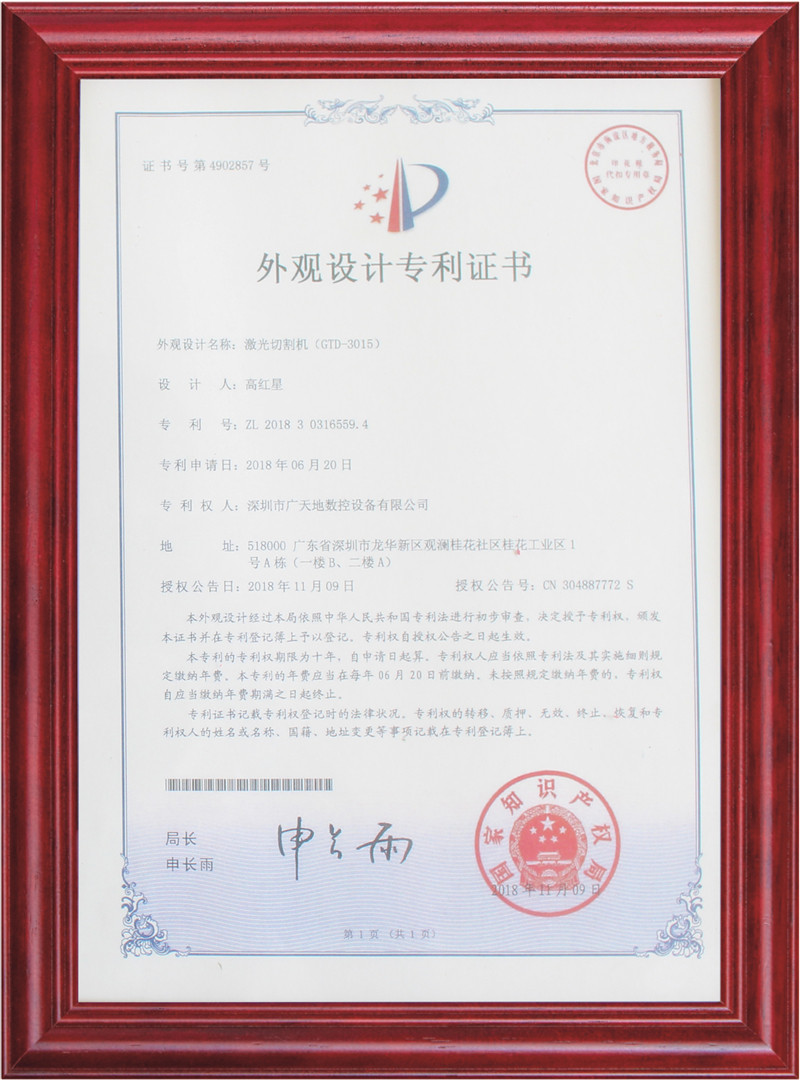 证书号第4902857号
外观设计专利证书
外观设计名称：激光切割机（GTD-3015）
设 计 人：高红星
专 利 号：ZL 2018 3 0316559.4
专利申请日：2018年06月20日
专 利 权 人：深圳市广天地数控设备有限公司
地 址：518000 广东省深圳市龙华新区观澜桂花社区桂花工业区1
号A栋（一楼B、二楼A）
授权公告日：2018年11月09日 授权公告号：CN 304887772 S
本外观设计经过本局依照中华人民共和国专利法进行初步审查，决定授予专利权，颁发
本证书并在专利登记簿上予以登记。专利权自授权公告之日起生效。
本专利的专利权期限为十年，自申请日起算。专利权人应当依照专利法及其实施细则规
定缴纳年费。本专利的年费应当在每年06月20日前缴纳。未按照规定缴纳年费的，专利权
自应当缴纳年费期满之日起终止。
专利证书记载专利权登记时的法律状况。专利权的转移、质押、无效、终止、恢复和专
利权人的姓名或名称、国籍、地址变更等事项记载在专利登记簿上。
局长
申长雨
申长雨
国家知识产权局
2018年11月09日
第1页（共1页）